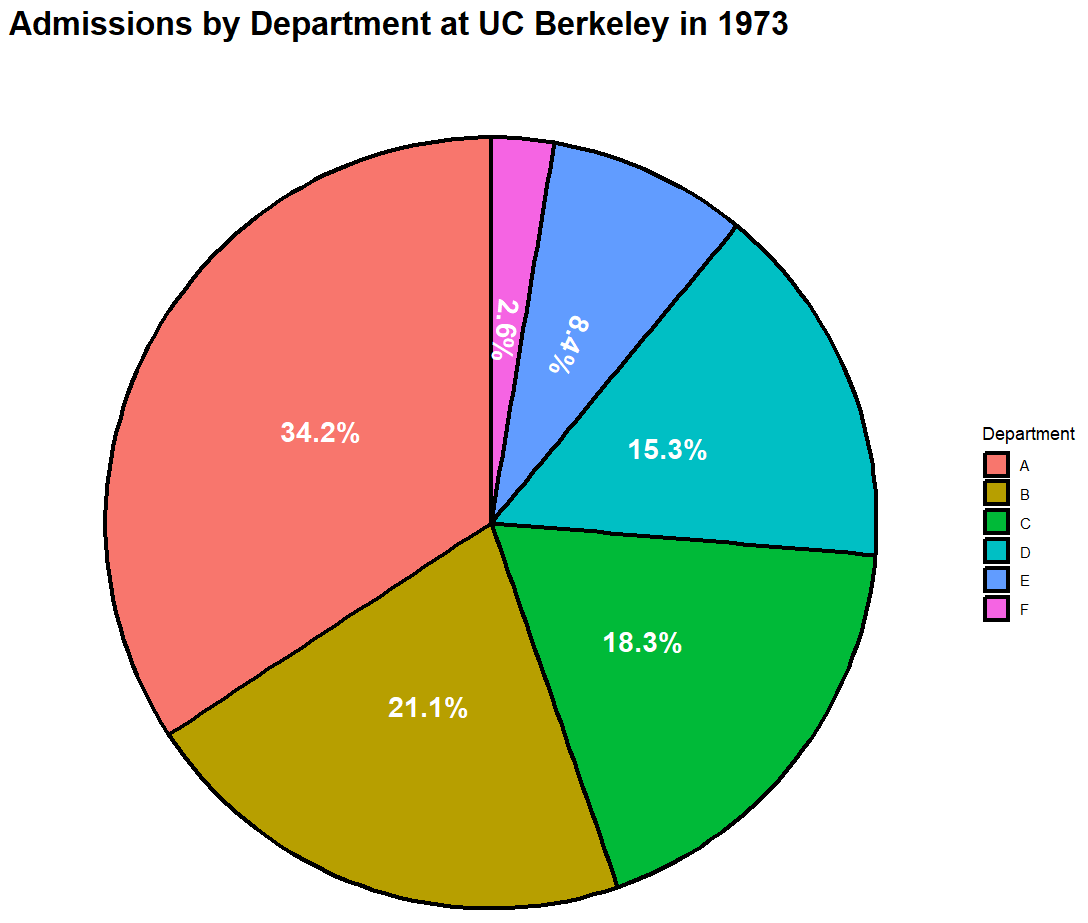 Admissions by Department at UC Berkeley in 1973
2.6%
8.4%
34.2%
15.3%
18.3%
21.1%
Department
A
B
C
D
E
F